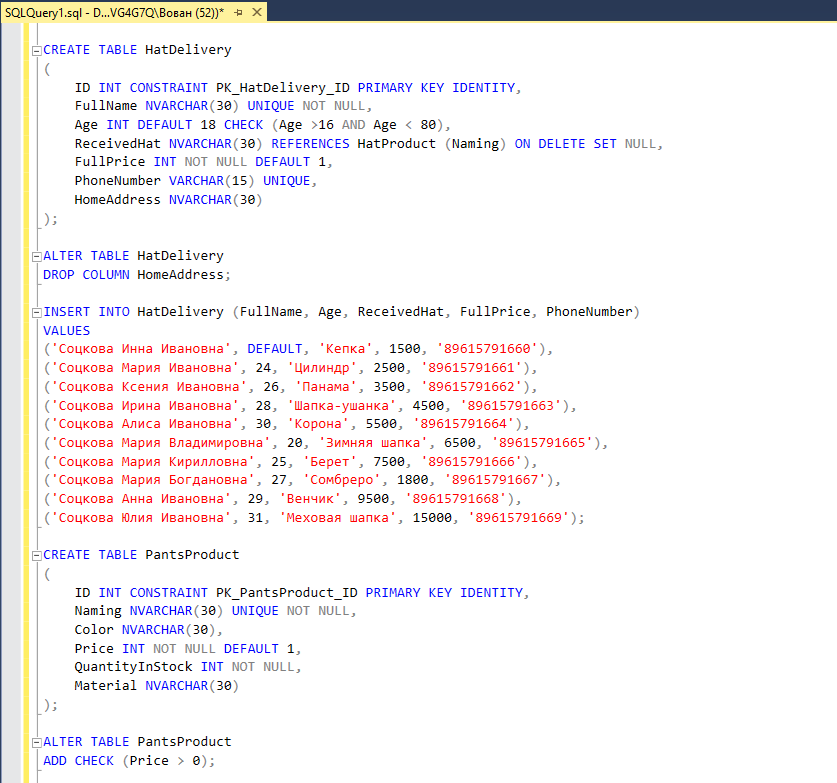 SQLQuery1.sql - D...VG4G7Q\Вован (52))*
CREATE TABLE HatDelivery
(
ID INT CONSTRAINT PK_HatDelivery_ID PRIMARY KEY IDENTITY,
FullName NVARCHAR(30) UNIQUE NOT NULL,
Age INT DEFAULT 18 CHECK (Age >16 AND Age < 80),
ReceivedHat NVARCHAR(30) REFERENCES HatProduct (Naming) ON DELETE SET NULL,
FullPrice INT NOT NULL DEFAULT 1,
PhoneNumber VARCHAR(15) UNIQUE,
HomeAddress NVARCHAR(30)
);
ALTER TABLE HatDelivery
DROP COLUMN HomeAddress;
INSERT INTO HatDelivery (FullName, Age, ReceivedHat, FullPrice, PhoneNumber)
VALUES
('Соцкова Инна Ивановна', DEFAULT, 'Кепка', 1500, '89615791660'),
('Соцкова Мария Ивановна', 24, 'Цилиндр', 2500, '89615791661'),
('Соцкова Ксения Ивановна', 26, 'Панама', 3500, '89615791662'),
('Соцкова Ирина Ивановна', 28, 'Шапка-ушанка', 4500, '89615791663'),
('Соцкова Алиса Ивановна', 30, 'Корона', 5500, '89615791664'),
('Соцкова Мария Владимировна', 20, 'Зимняя шапка', 6500, '89615791665'),
('Соцкова Мария Кирилловна', 25, 'Берет', 7500, '89615791666'),
('Соцкова Мария Богдановна', 27, 'Сомбреро', 1800, '89615791667'),
('Соцкова Анна Ивановна', 29, 'Венчик', 9500, '89615791668'),
('Соцкова Юлия Ивановна', 31, 'Меховая шапка', 15000, '89615791669');
CREATE TABLE PantsProduct
(
ID INT CONSTRAINT PK_PantsProduct_ID PRIMARY KEY IDENTITY,
Naming NVARCHAR(30) UNIQUE NOT NULL,
Color NVARCHAR(30),
Price INT NOT NULL DEFAULT 1,
QuantityInStock INT NOT NULL,
Material NVARCHAR(30)
);
ALTER TABLE PantsProduct
ADD CHECK (Price > 0);